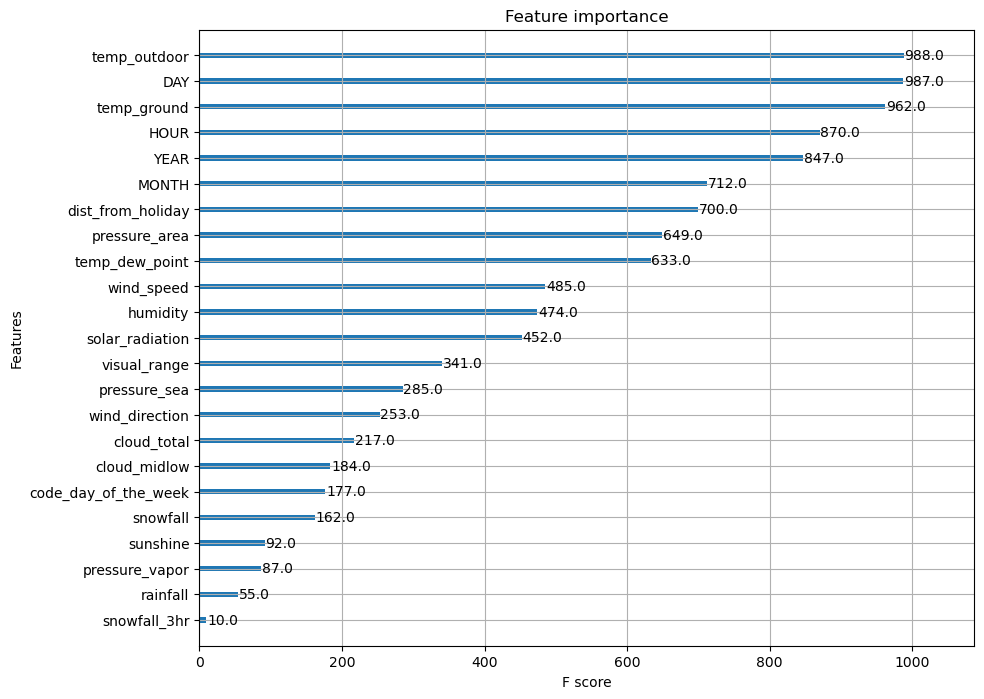 Feature importance
temp_outdoor 988.0
DAY 987.0
temp_ground 962.0
HOUR 870.0
YEAR 847.0
MONTH 712.0
dist_from_holiday 700.0
pressure_area 649.0
temp_dew_point 633.0
wind_speed 485.0
humidity 474.0
solar_radiation 452.0
visual_range 341.0
pressure_sea 285.0
wind_direction 253.0
cloud_total 217.0
cloud_midlow 184.0
code_day_of_the_week 177.0
snowfall 162.0
sunshine 92.0
pressure_vapor 87.0
rainfall 55.0
snowfall_3hr 10.0
Features
0 200 400 600 800 1000
F score